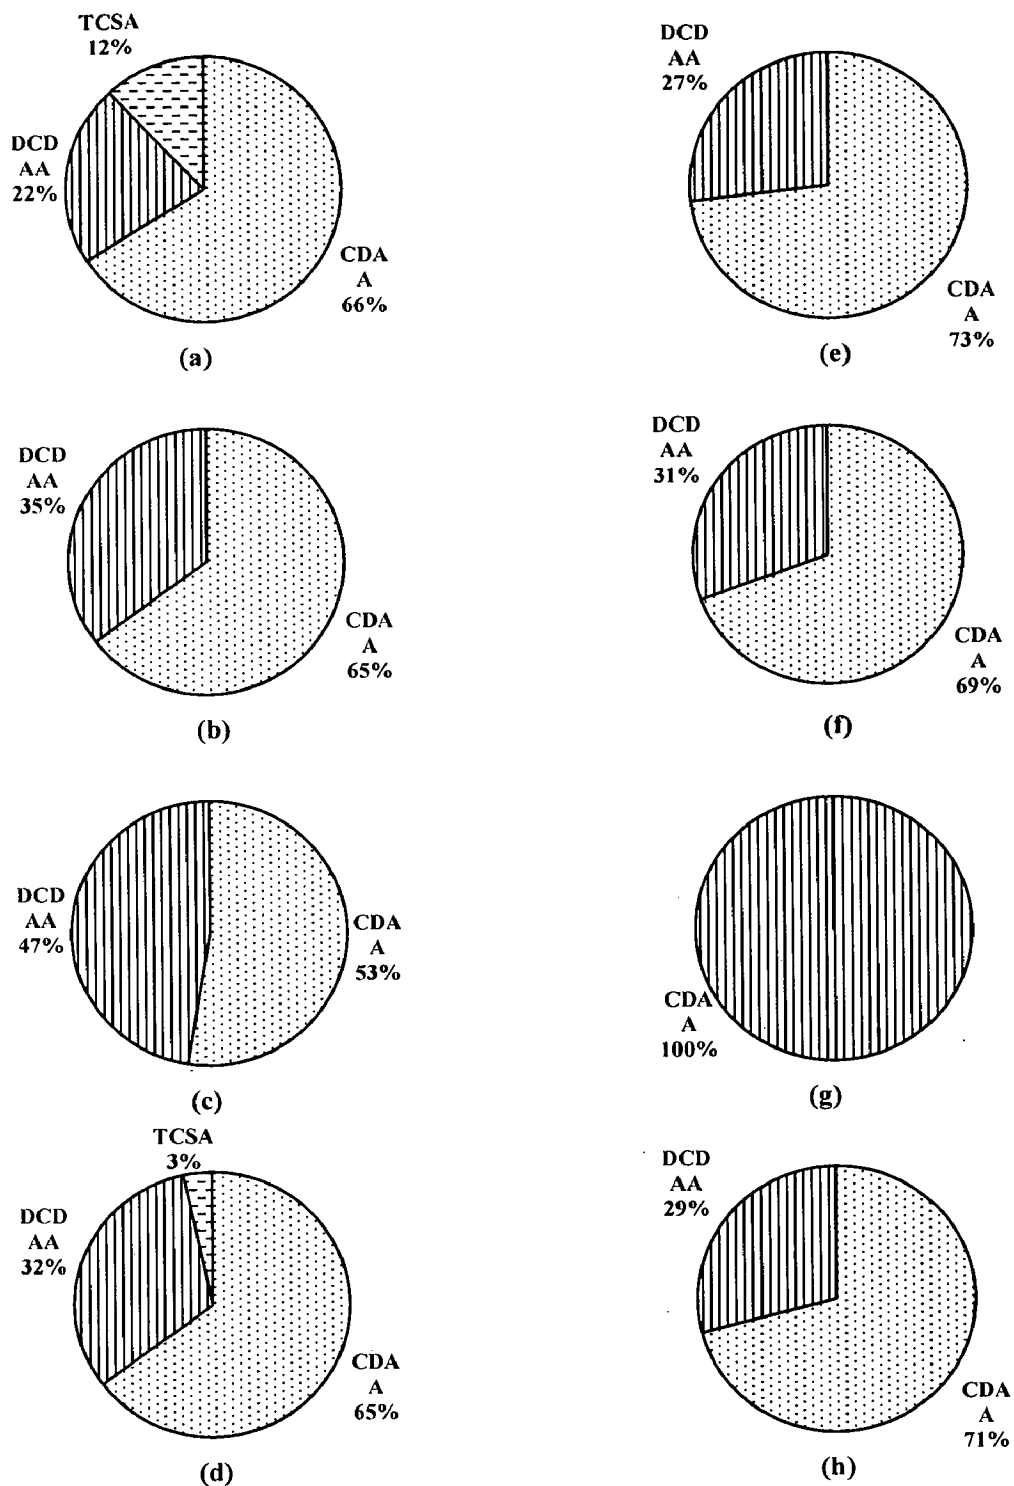 TCSA
12%
DCD
AA
22%
CDA
A
66%
(a)
DCD
AA
27%
CDA
A
73%
(e)
DCD
AA
35%
CDA
A
65%
(b)
DCD
AA
31%
CDA
A
69%
(f)
DCD
AA
47%
CDA
A
53%
(c)
CDA
A
100%
(g)
TCSA
3%
DCD
AA
32%
CDA
A
65%
(d)
DCD
AA
29%
CDA
A
71%
(h)